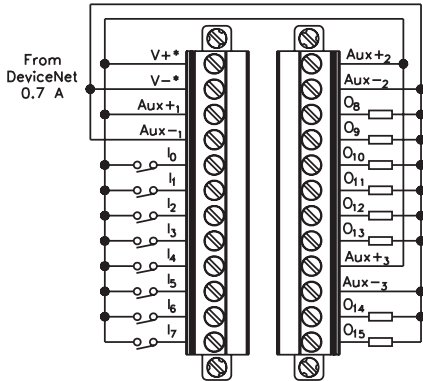 From
DeviceNet
0.7 A
V+*
V-*
Aux+1
Aux-1
I0
I1
I2
I3
I4
I5
I6
I7
Aux+2
Aux-2
O8
O9
O10
O11
O12
O13
Aux+3
Aux-3
O14
O15